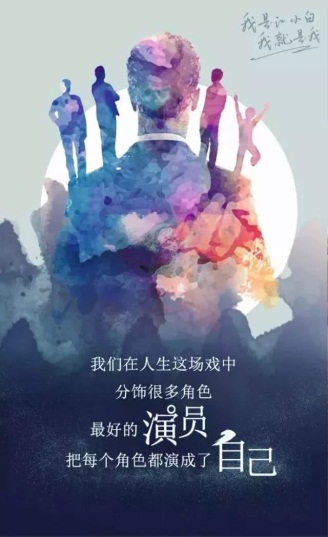 我是江小白
我就是我
我们在人生这场戏中
分饰很多角色
最好的演员
把每个角色都演成了自己